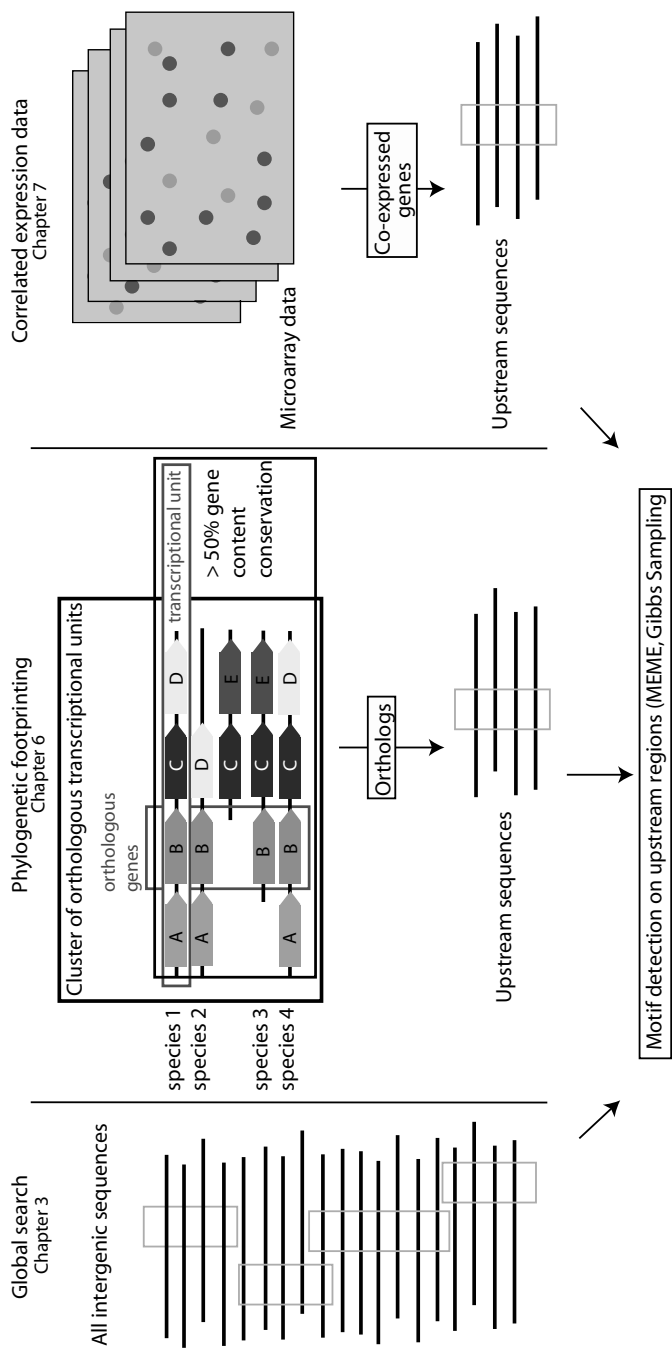 Global search
Chapter 3
All intergenic sequences
Phylogenetic footprinting
Chapter 6
Cluster of orthologous transcriptional units
orthologous
genes
transcriptional unit
species 1
A
B
C
D
species 2
A
B
D
C
E
species 3
B
C
E
species 4
A
B
C
D
> 50% gene
content
conservation
Orthologs
Upstream sequences
Correlated expression data
Chapter 7
Microarray data
Co-expressed
genes
Upstream sequences
Motif detection on upstream regions (MEME, Gibbs Sampling